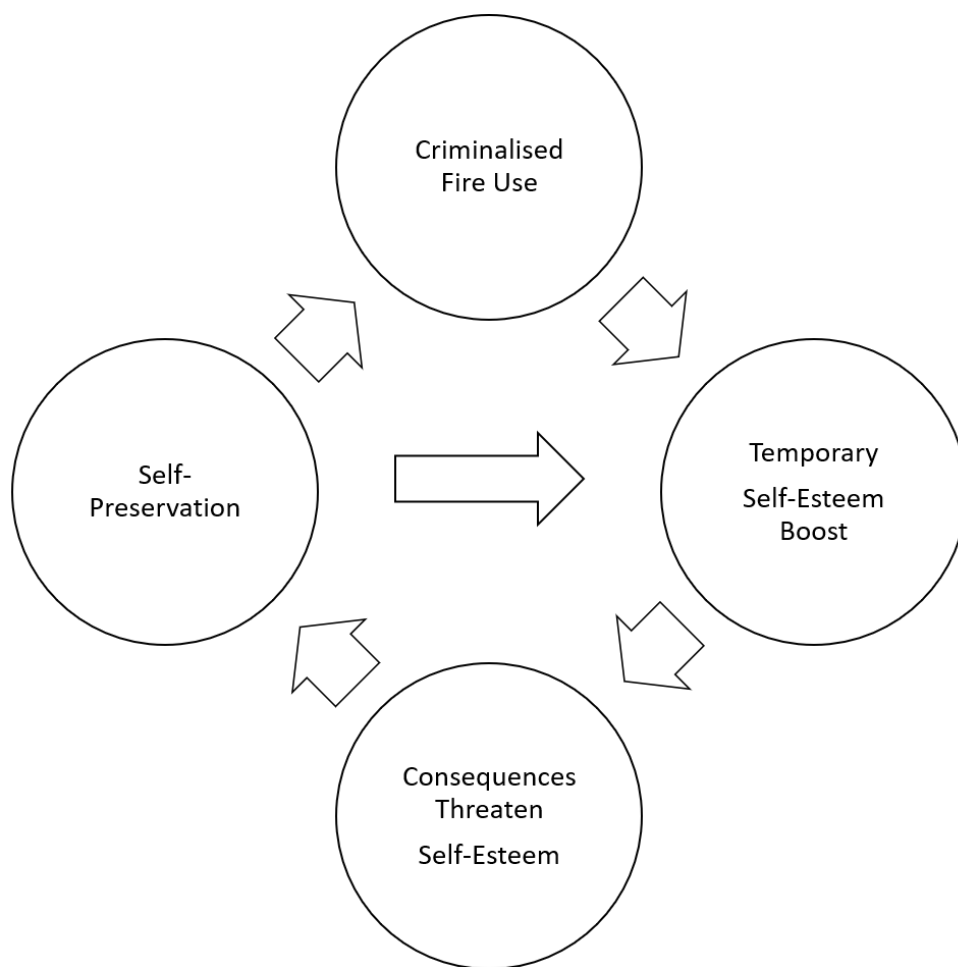 Criminalised
Fire Use
Self-
Preservation
Temporary
Self-Esteem
Boost
Consequences
Threaten
Self-Esteem